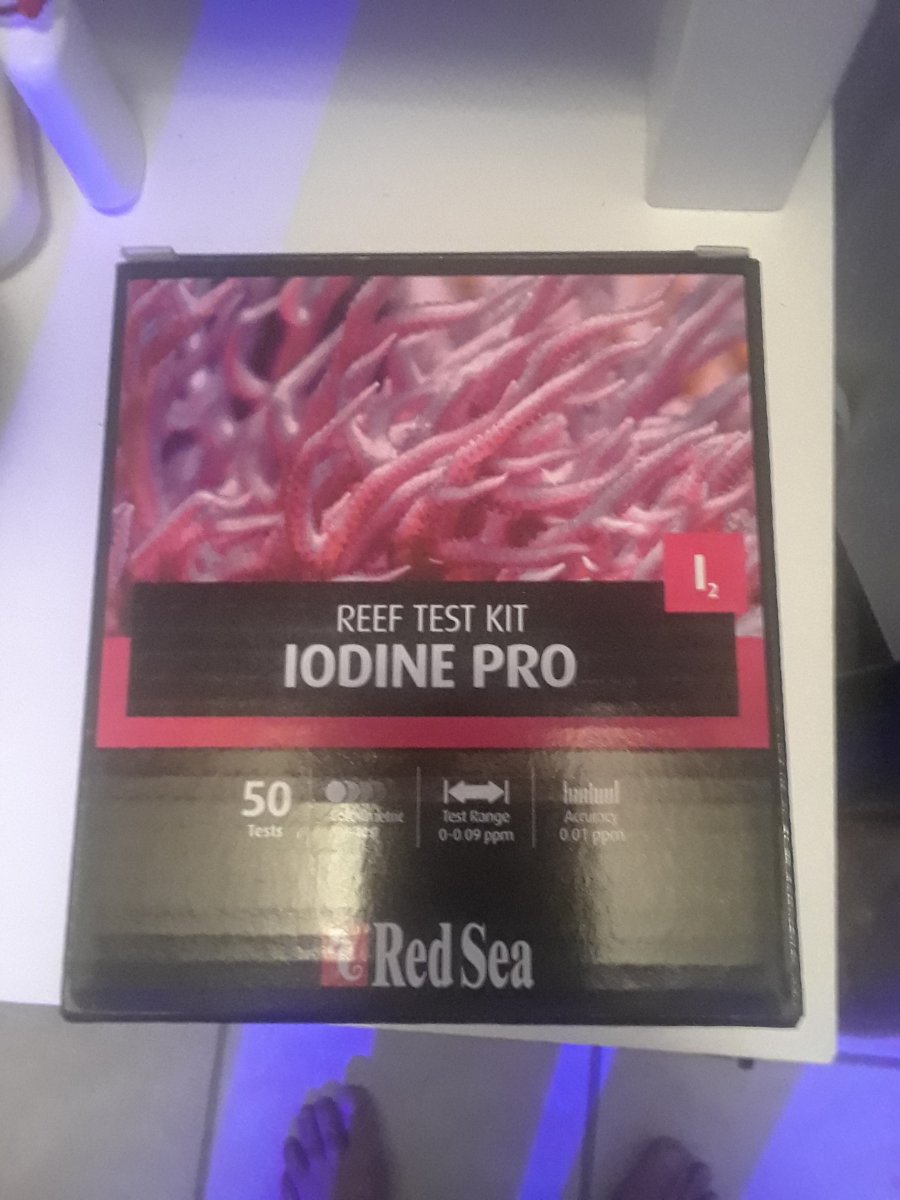 I2
REEF TEST KIT
IODINE PRO
50
Tests
Test Range
0-0.09 ppm
Accuracy
0.01 ppm
Red Sea